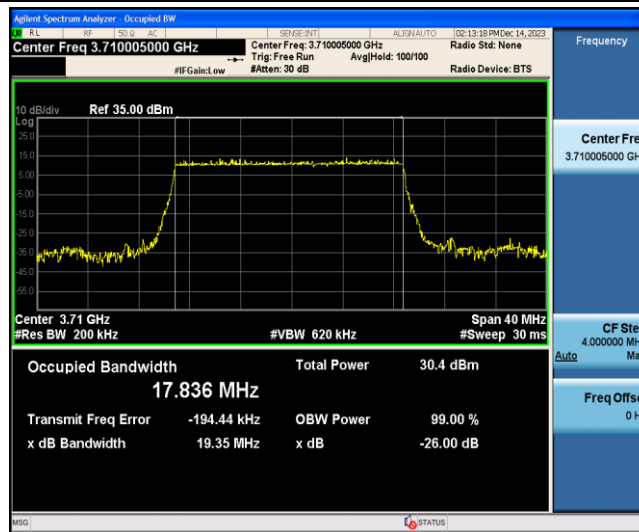 Agilent Spectrum Analyzer - Occupied BW
RL RF 50 Ω AC SENSE:INT ALIGN AUTO 02:13:18 PM Dec 14, 2023
Center Freq 3.710005000 GHz
Center Freq: 3.710005000 GHz
Radio Std: None
Trig: Free Run Avg|Hold: 100/100
#IFGain:Low #Atten: 30 dB Radio Device: BTS
10 dB/div Ref 35.00 dBm
Log
25.0
15.0
5.00
-5.00
-15.0
-25.0
-35.0
-45.0
-55.0
Center 3.71 GHz Span 40 MHz
#Res BW 200 kHz #VBW 620 kHz #Sweep 30 ms
Occupied Bandwidth Total Power 30.4 dBm
17.836 MHz
Transmit Freq Error -194.44 kHz OBW Power 99.00 %
x dB Bandwidth 19.35 MHz x dB -26.00 dB
MSG STATUS
Frequency
Center Fre
3.710005000 GH
CF Ste
4.000000 MH
Auto Ma
Freq Offse
0 H